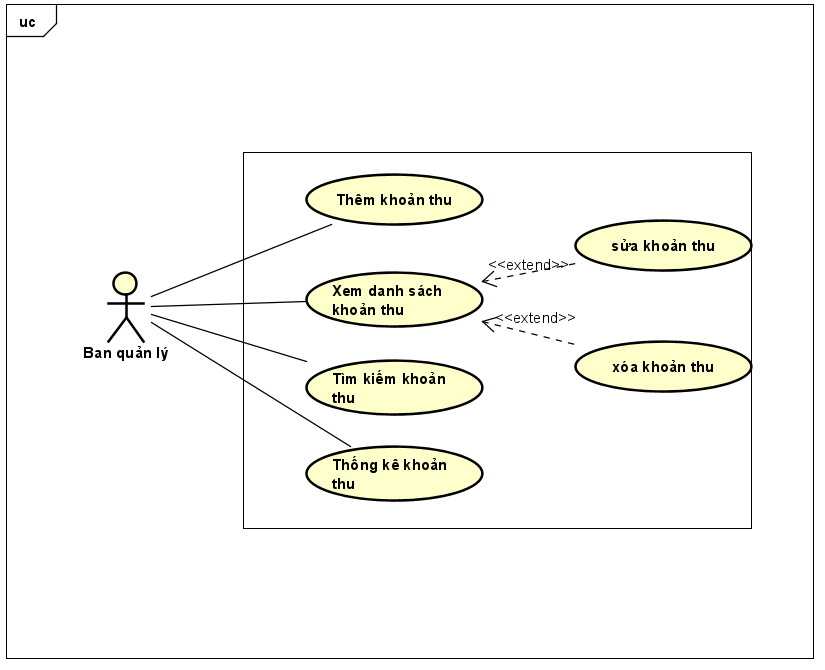 uc
Thêm khoản thu
sửa khoản thu
<<extend>>
Xem danh sách
khoản thu
<<extend>>
Ban quản lý
xóa khoản thu
Tìm kiếm khoản
thu
Thống kê khoản
thu